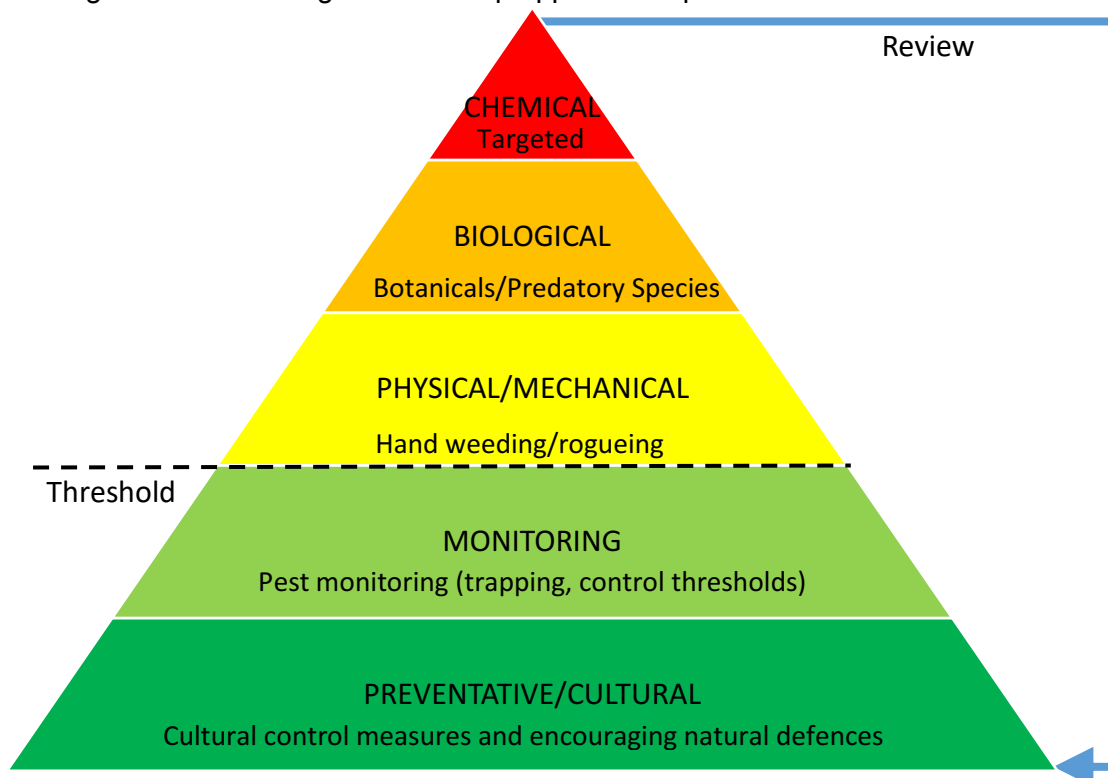 Review
CHEMICAL
Targeted
BIOLOGICAL
Botanicals/Predatory Species
PHYSICAL/MECHANICAL
Hand weeding/rogueing
Threshold
MONITORING
Pest monitoring (trapping, control thresholds)
PREVENTATIVE/CULTURAL
Cultural control measures and encouraging natural defences